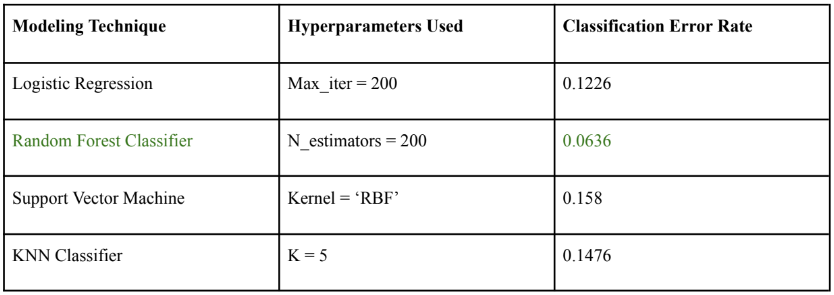 Modeling Technique Hyperparameters Used Classification Error Rate
Logistic Regression Max_iter = 200 0.1226
Random Forest Classifier N_estimators = 200 0.0636
Support Vector Machine Kernel = ‘RBF’ 0.158
KNN Classifier K = 5 0.1476